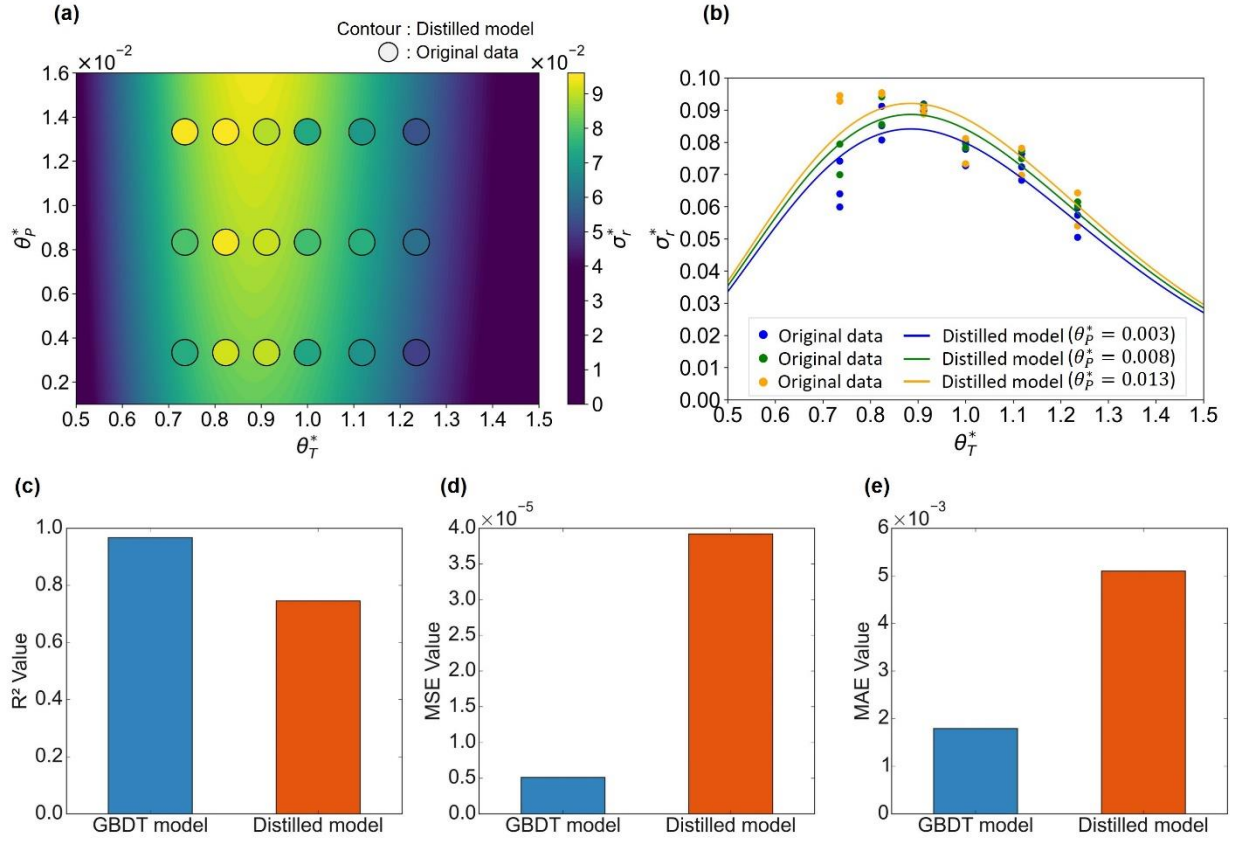 (a)
Contour : Distilled model
: Original data
×10⁻²
×10⁻²
1.6
1.4
1.2
1.0
0.8
0.6
0.4
0.2
θ*_P
0.5 0.6 0.7 0.8 0.9 1.0 1.1 1.2 1.3 1.4 1.5
θ*_T
9
8
7
6
5
4
3
2
1
0
σ*_r
(b)
0.10
0.09
0.08
0.07
0.06
0.05
0.04
0.03
0.02
0.01
0.00
σ*_r
Original data Distilled model (θ*_P = 0.003)
Original data Distilled model (θ*_P = 0.008)
Original data Distilled model (θ*_P = 0.013)
0.5 0.6 0.7 0.8 0.9 1.0 1.1 1.2 1.3 1.4 1.5
θ*_T
(c)
1.0
0.8
0.6
0.4
0.2
0.0
R² Value
GBDT model Distilled model
(d)
×10⁻⁵
4.0
3.5
3.0
2.5
2.0
1.5
1.0
0.5
0.0
MSE Value
GBDT model Distilled model
(e)
×10⁻³
6
5
4
3
2
1
0
MAE Value
GBDT model Distilled model